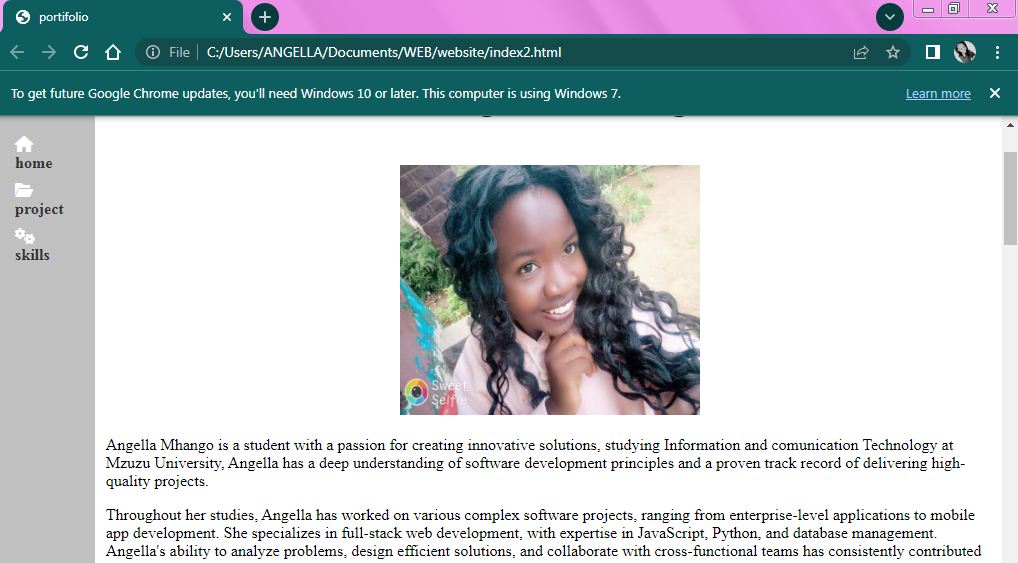 portifolio
File C:/Users/ANGELLA/Documents/WEB/website/index2.html
To get future Google Chrome updates, you'll need Windows 10 or later. This computer is using Windows 7. Learn more
home
project
skills
Sweet
Selfie
Angella Mhango is a student with a passion for creating innovative solutions, studying Information and comunication Technology at
Mzuzu University, Angella has a deep understanding of software development principles and a proven track record of delivering high-
quality projects.
Throughout her studies, Angella has worked on various complex software projects, ranging from enterprise-level applications to mobile
app development. She specializes in full-stack web development, with expertise in JavaScript, Python, and database management.
Angella's ability to analyze problems, design efficient solutions, and collaborate with cross-functional teams has consistently contributed